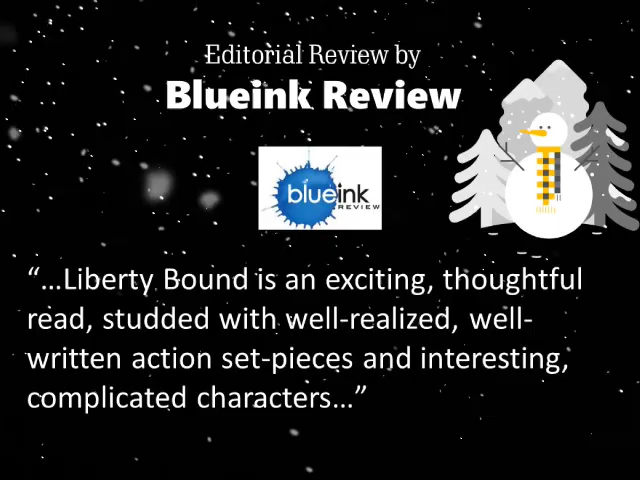 Editorial Review by
Blueink Review
blueink
REVIEW
“...Liberty Bound is an exciting, thoughtful
read, studded with well-realized, well-
written action set-pieces and interesting,
complicated characters...”